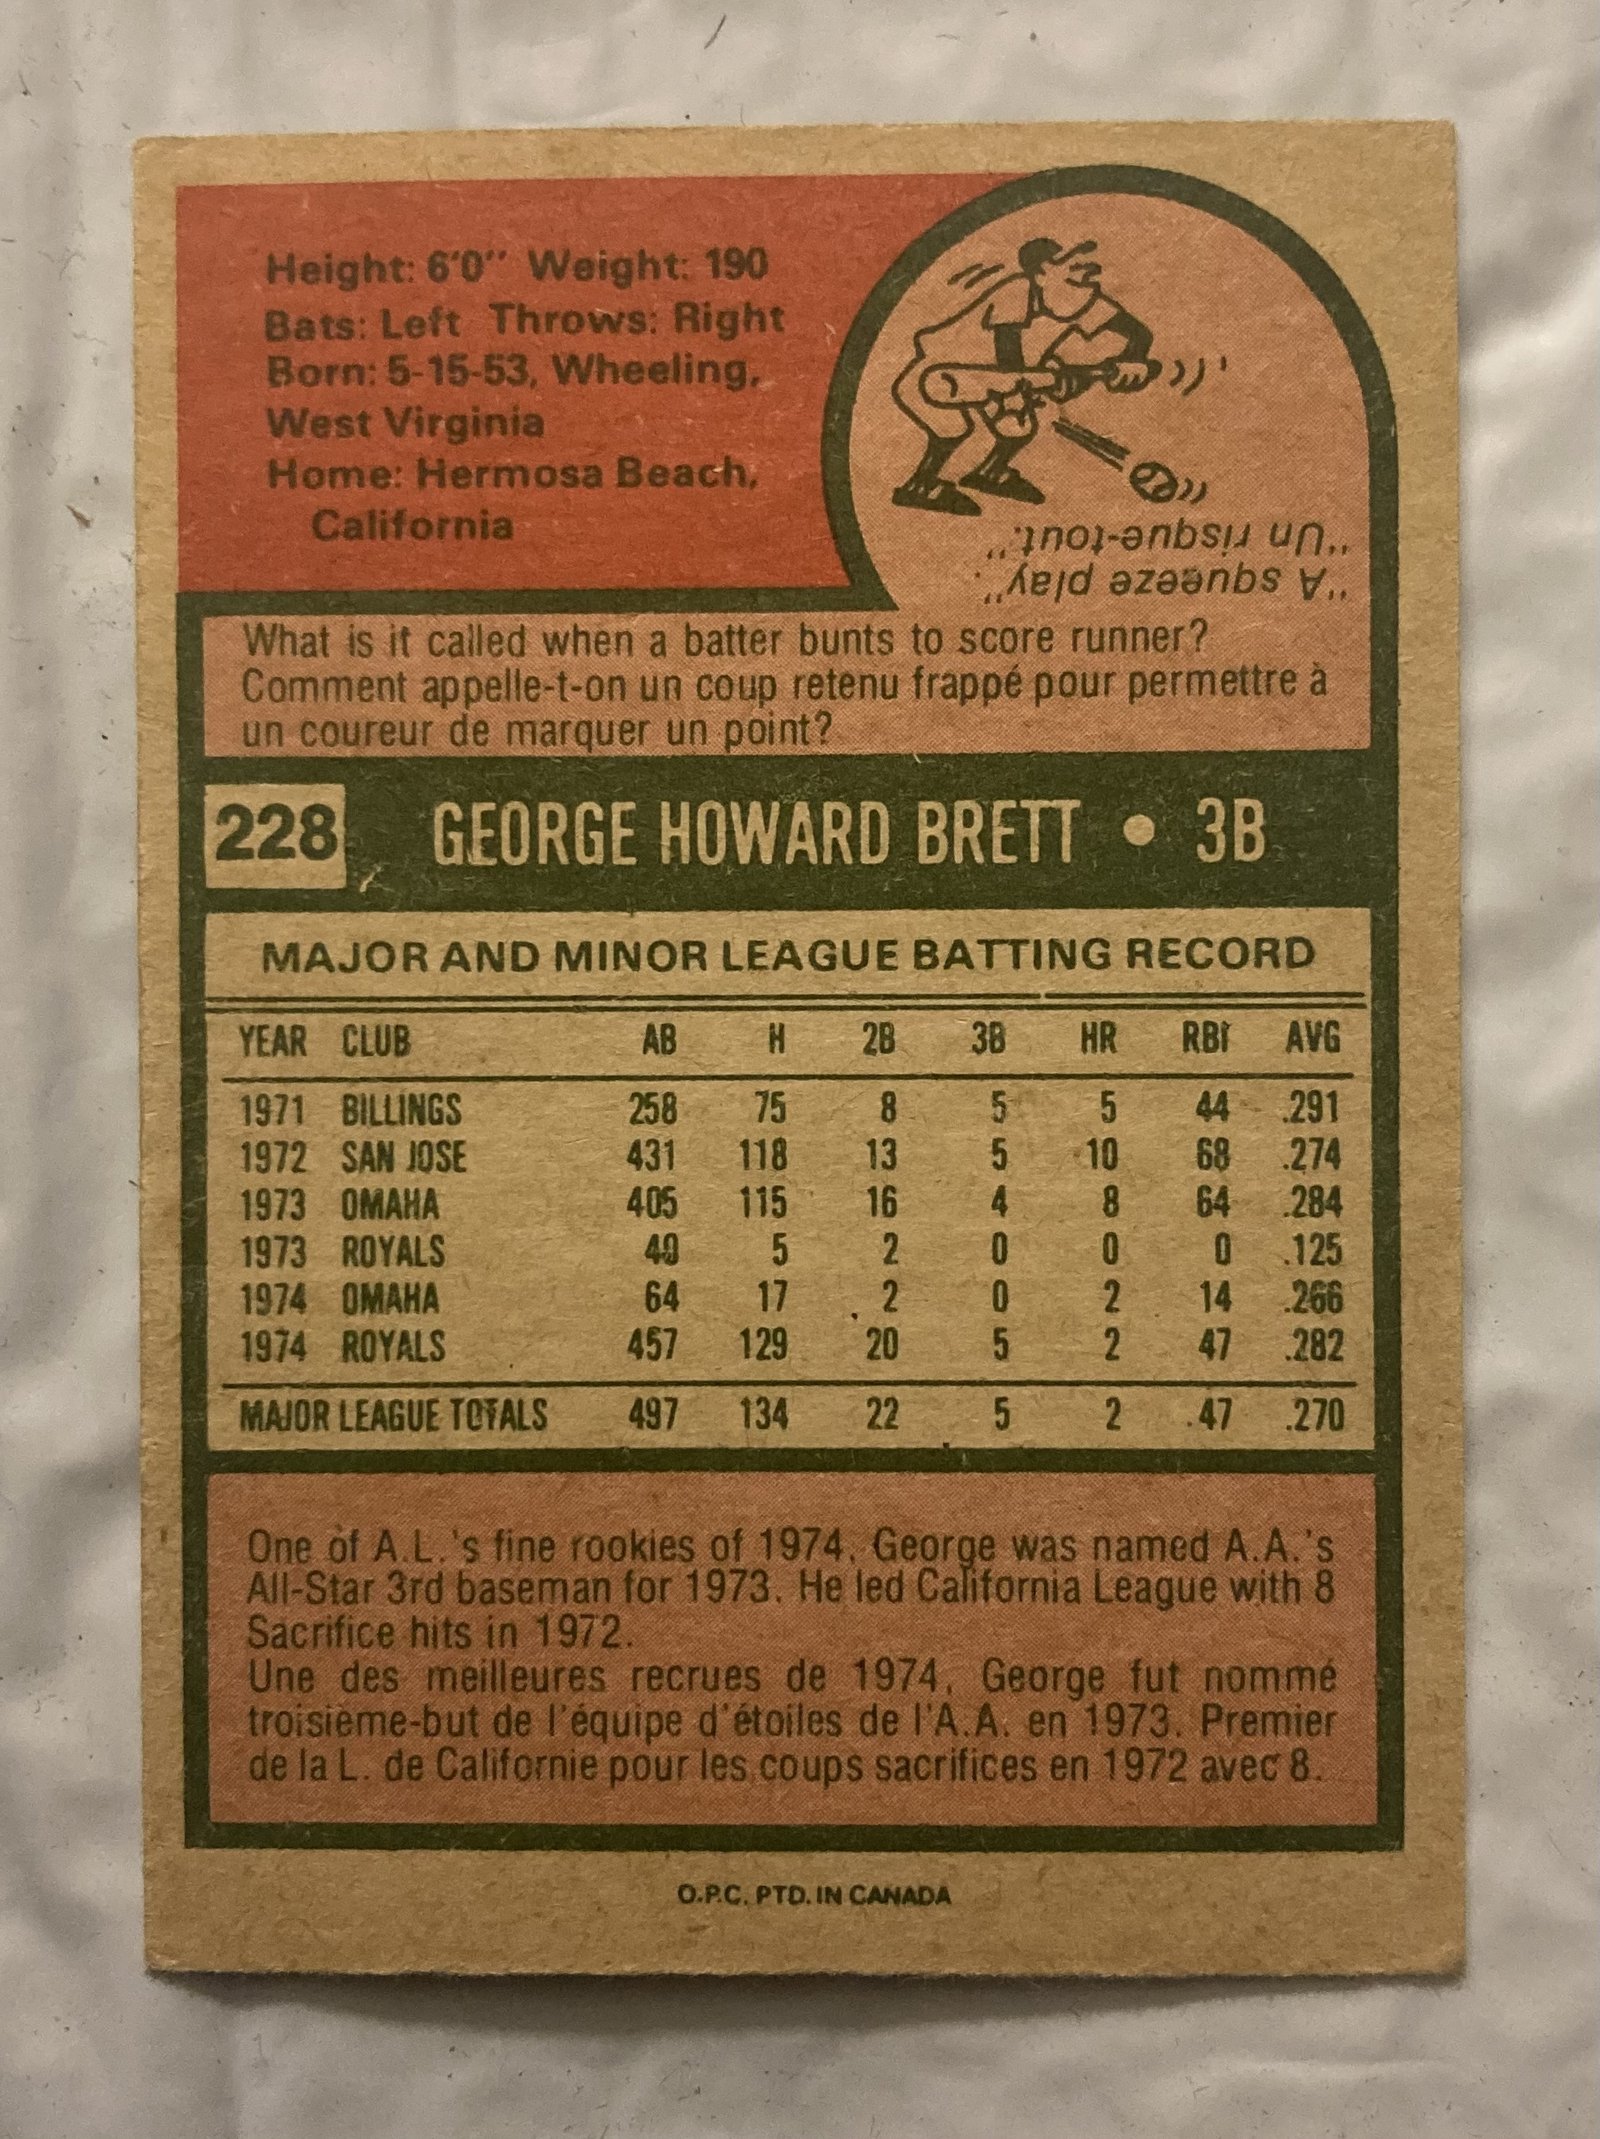 Height: 6'0" Weight: 190
Bats: Left Throws: Right
Born: 5-15-53, Wheeling,
West Virginia
Home: Hermosa Beach,
California
"A squeeze play"
"Un risque-tout."
What is it called when a batter bunts to score runner?
Comment appelle-t-on un coup retenu frappé pour permettre à
un coureur de marquer un point?
228 GEORGE HOWARD BRETT • 3B
MAJOR AND MINOR LEAGUE BATTING RECORD
YEAR CLUB AB H 2B 3B HR RBI AVG
1971 BILLINGS 258 75 8 5 5 44 .291
1972 SAN JOSE 431 118 13 5 10 68 .274
1973 OMAHA 405 115 16 4 8 64 .284
1973 ROYALS 40 5 2 0 0 0 .125
1974 OMAHA 64 17 2 0 2 14 .266
1974 ROYALS 457 129 20 5 2 47 .282
MAJOR LEAGUE TOTALS 497 134 22 5 2 47 .270
One of A.L.'s fine rookies of 1974, George was named A.A.'s
All-Star 3rd baseman for 1973. He led California League with 8
Sacrifice hits in 1972.
Une des meilleures recrues de 1974, George fut nommé
troisième-but de l'équipe d'étoiles de l'A.A. en 1973. Premier
de la L. de Californie pour les coups sacrifices en 1972 avec 8.
O.P.C. PTD. IN CANADA